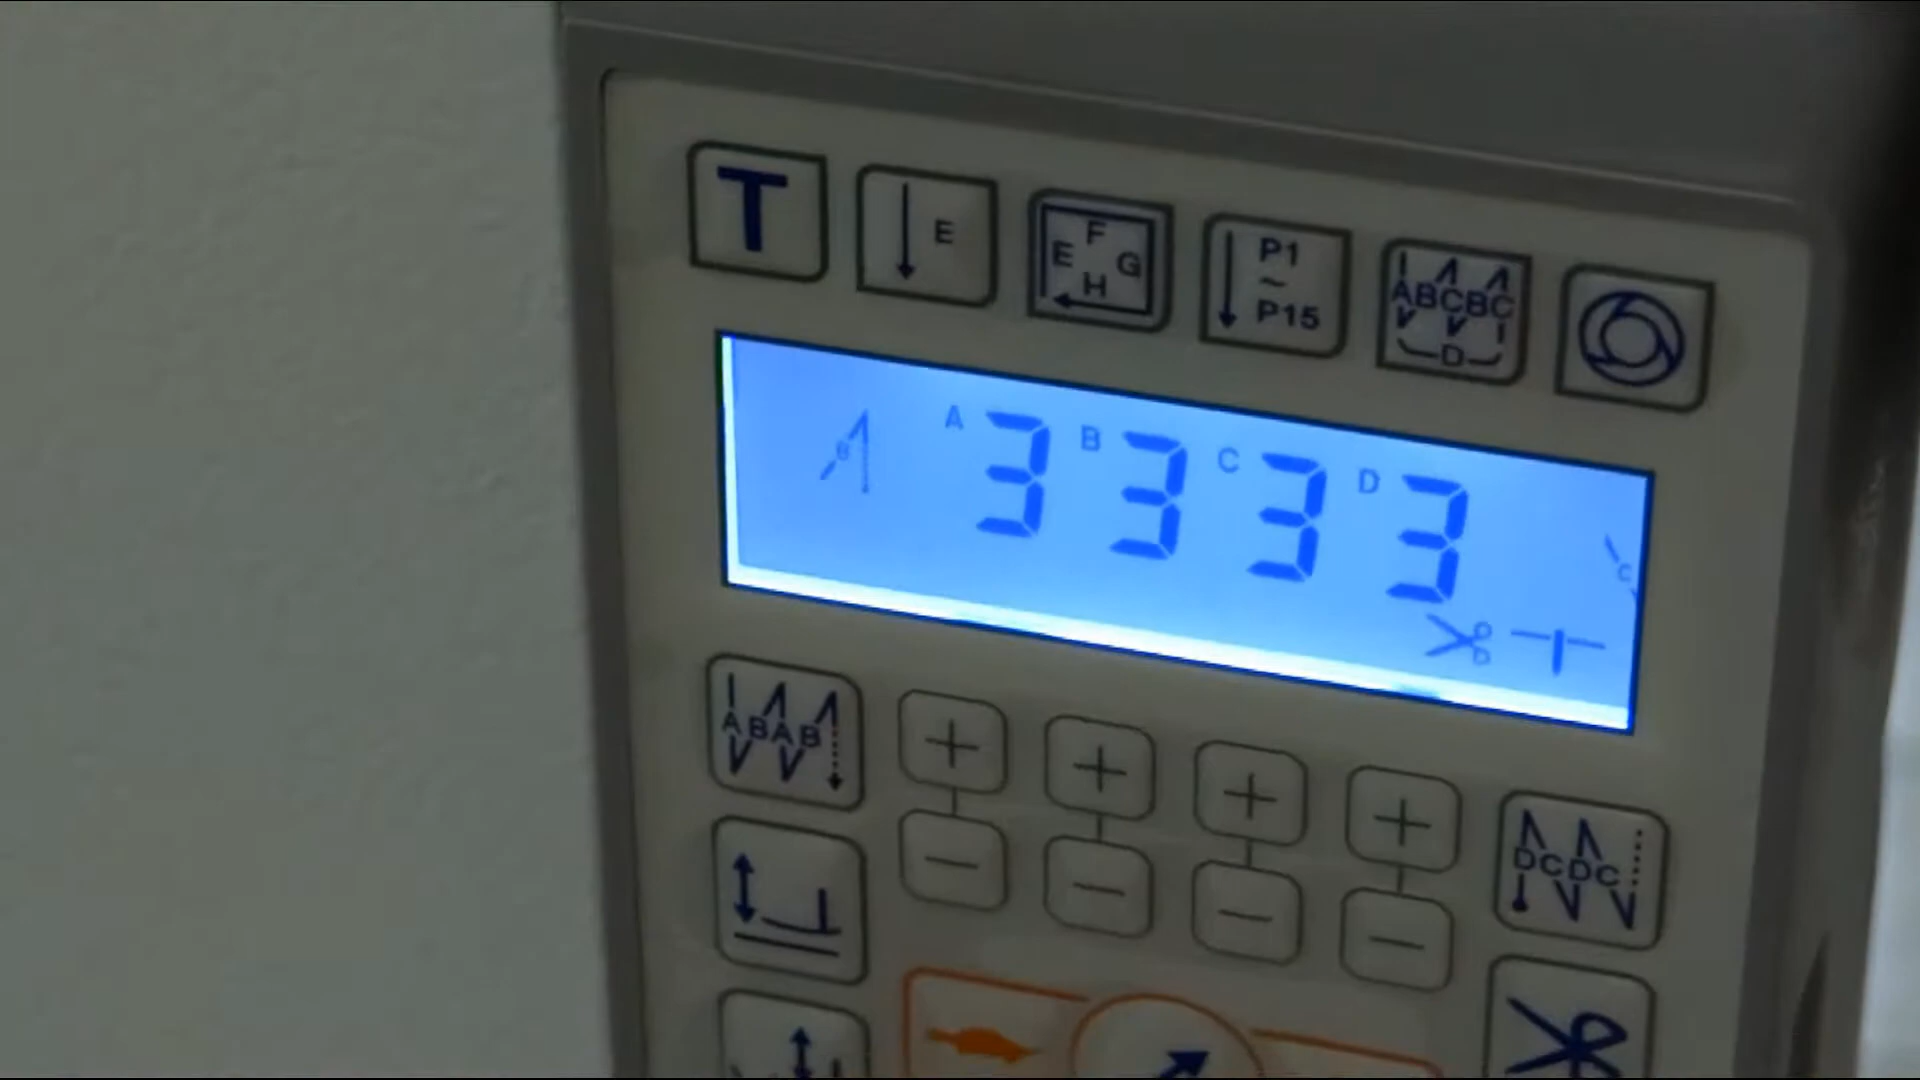 T
E
F
E G
H
P1
~
P15
ABCBC
D
B A 3 B 3 C 3 D 3 C
ABAB
+ + + +
- - - -
DCDC